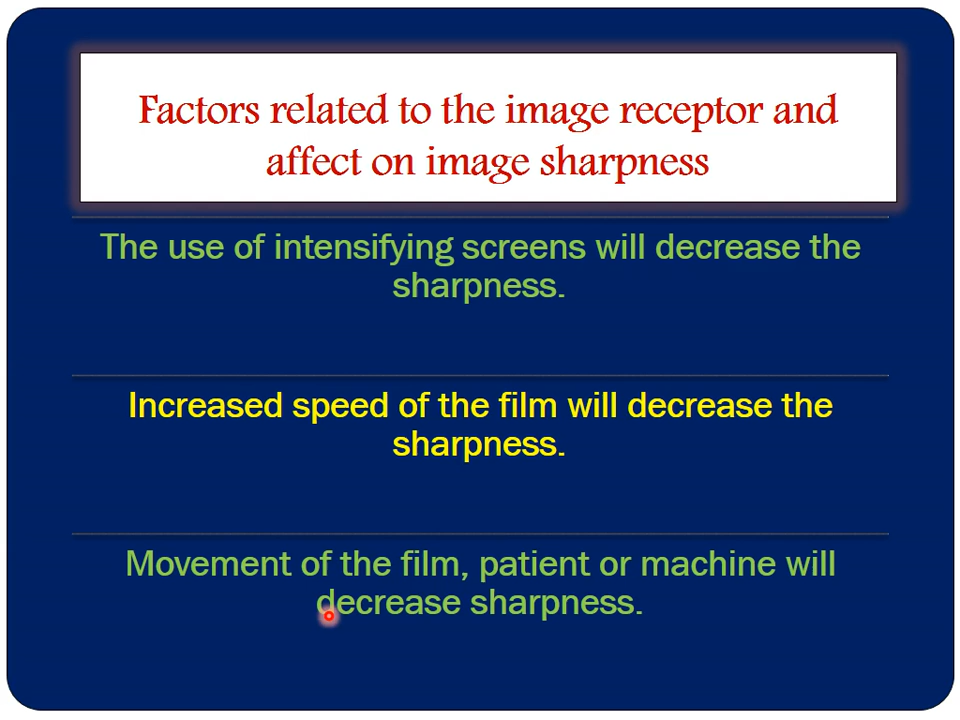 Factors related to the image receptor and
affect on image sharpness
The use of intensifying screens will decrease the
sharpness.
Increased speed of the film will decrease the
sharpness.
Movement of the film, patient or machine will
decrease sharpness.